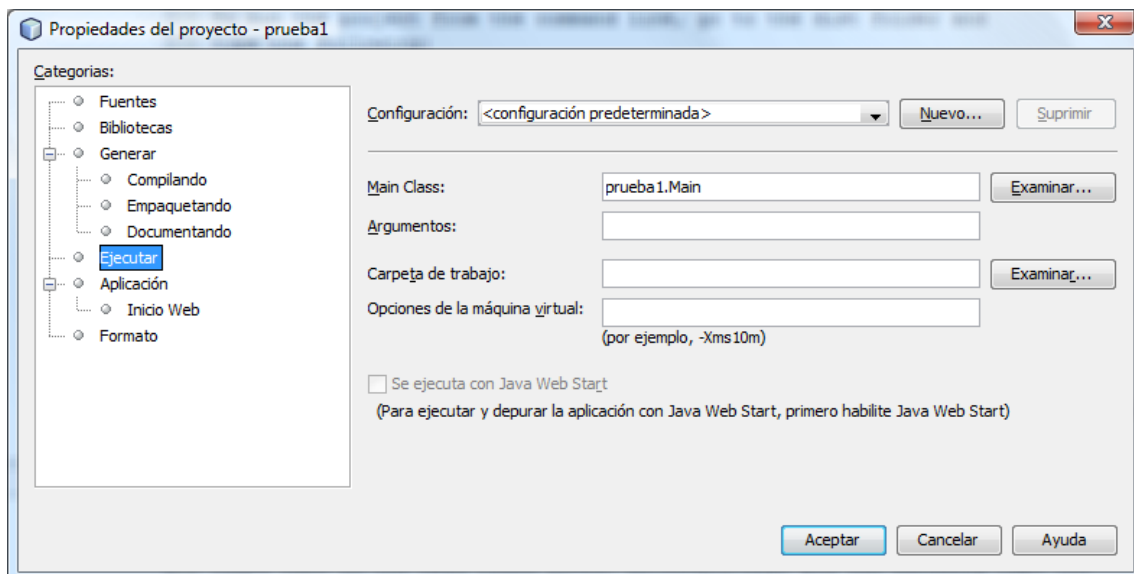 Propiedades del proyecto - prueba1
Categorias:
Fuentes
Bibliotecas
Generar
Compilando
Empaquetando
Documentando
Ejecutar
Aplicación
Inicio Web
Formato
Configuración: <configuración predeterminada> Nuevo... Suprimir
Main Class: prueba1.Main Examinar...
Argumentos:
Carpeta de trabajo: Examinar...
Opciones de la máquina virtual:
(por ejemplo, -Xms10m)
Se ejecuta con Java Web Start
(Para ejecutar y depurar la aplicación con Java Web Start, primero habilite Java Web Start)
Aceptar Cancelar Ayuda